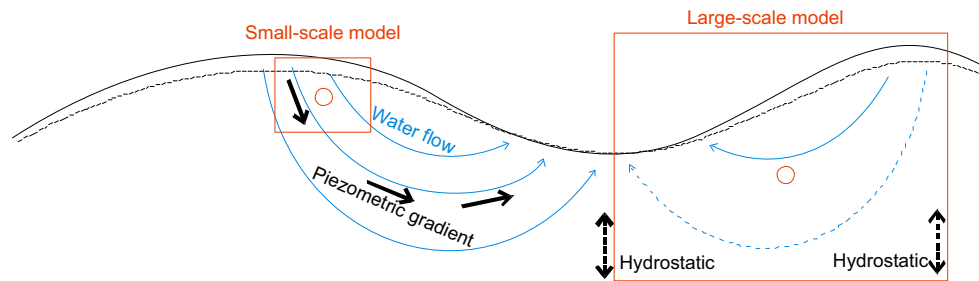 Small-scale model
Large-scale model
Water flow
Piezometric gradient
Hydrostatic
Hydrostatic